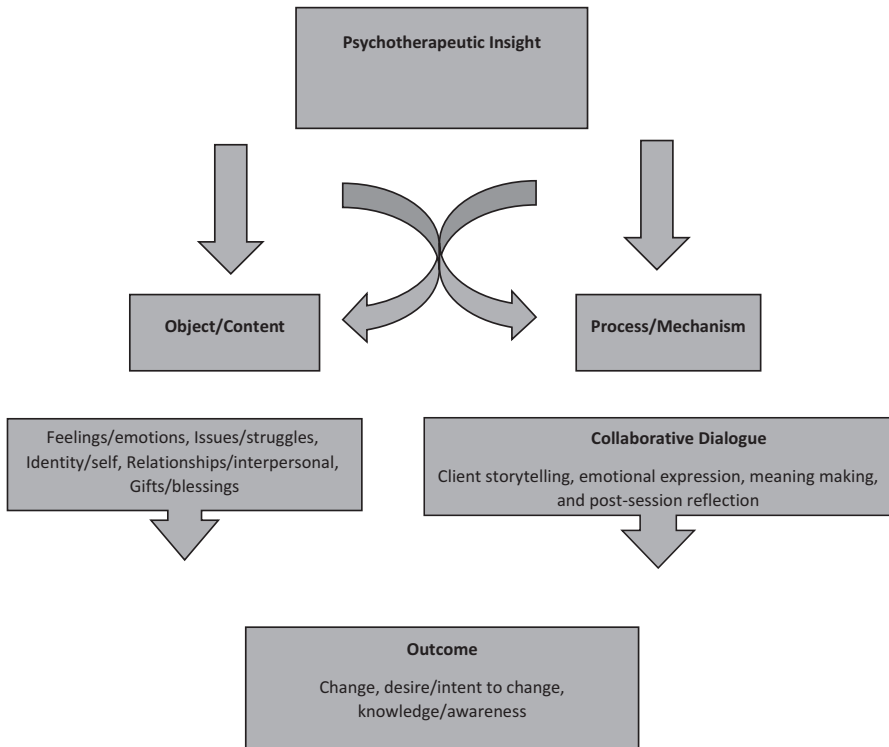 Psychotherapeutic Insight
Object/Content
Process/Mechanism
Feelings/emotions, Issues/struggles,
Identity/self, Relationships/interpersonal,
Gifts/blessings
Collaborative Dialogue
Client storytelling, emotional expression, meaning making,
and post-session reflection
Outcome
Change, desire/intent to change,
knowledge/awareness